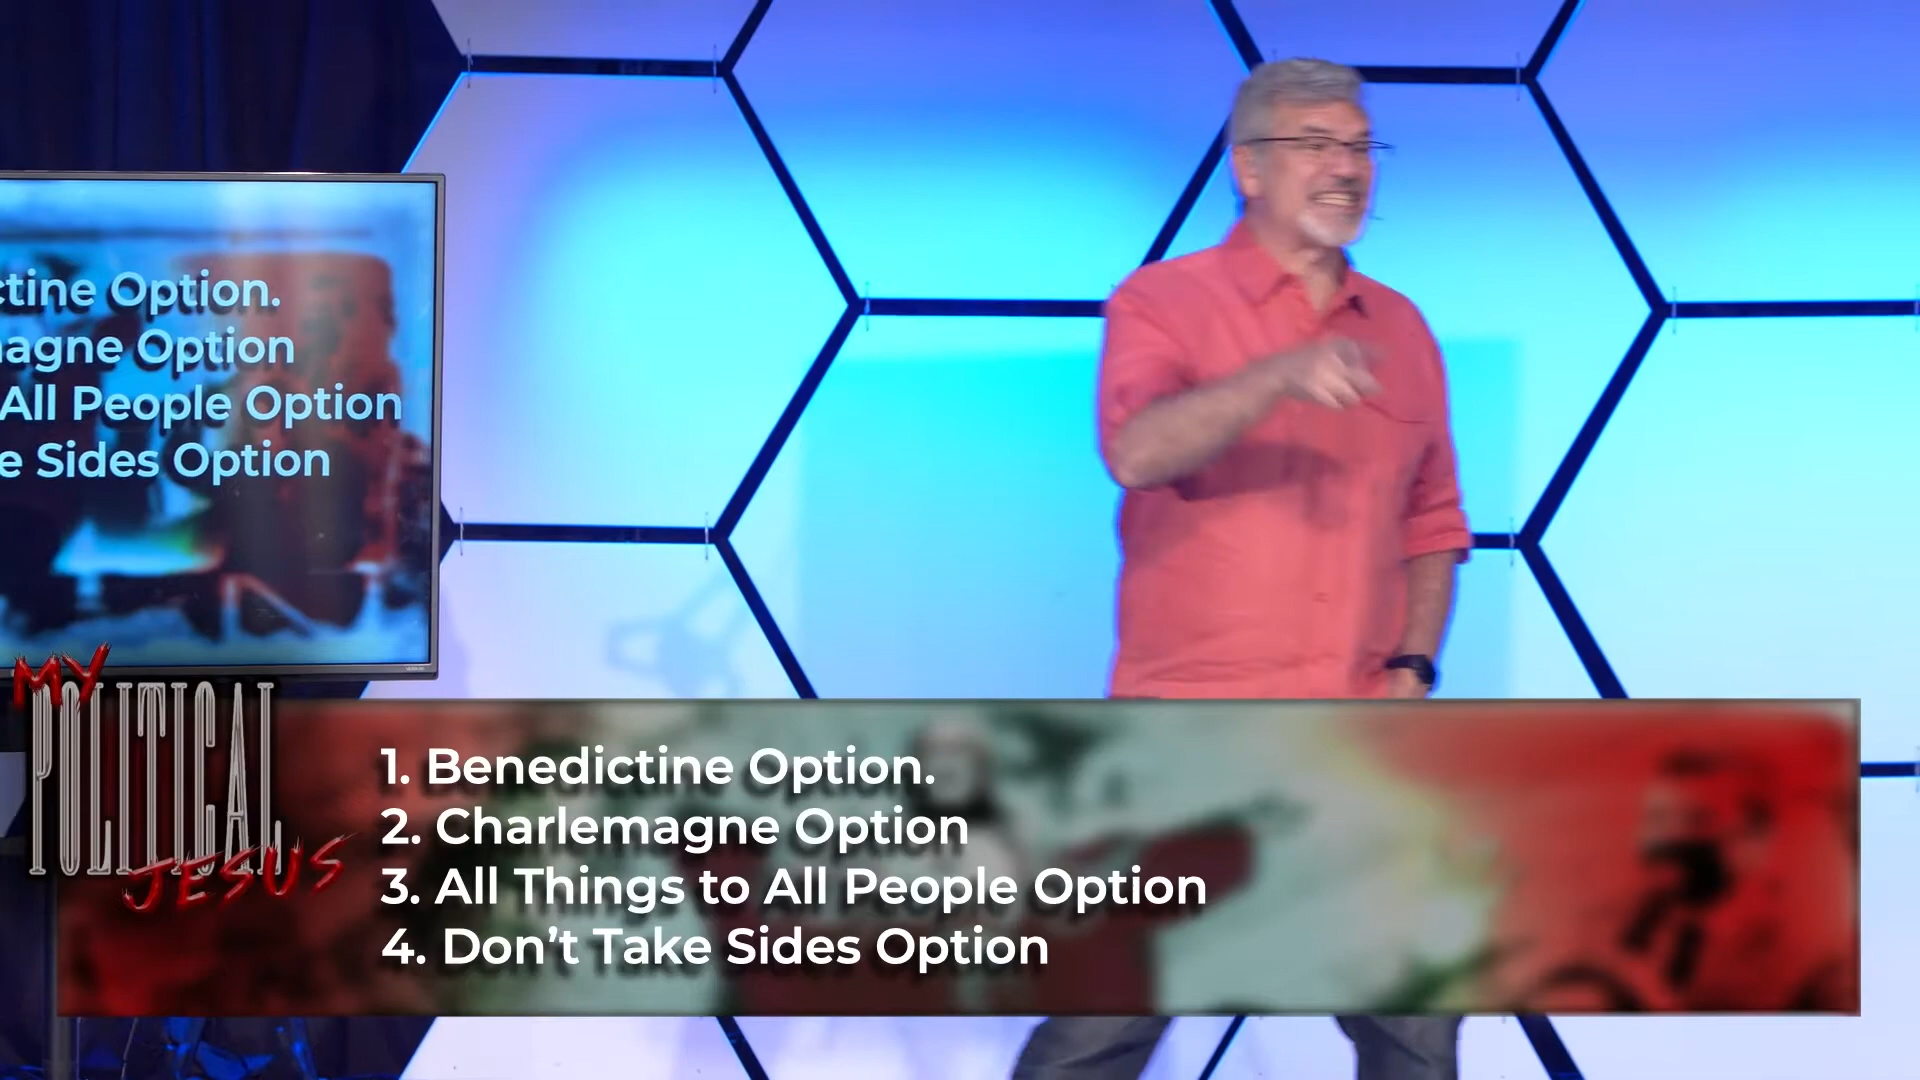 ctine Option.
magne Option
All People Option
e Sides Option
MY
POLITICAL
JESUS
1. Benedictine Option.
2. Charlemagne Option
3. All Things to All People Option
4. Don’t Take Sides Option